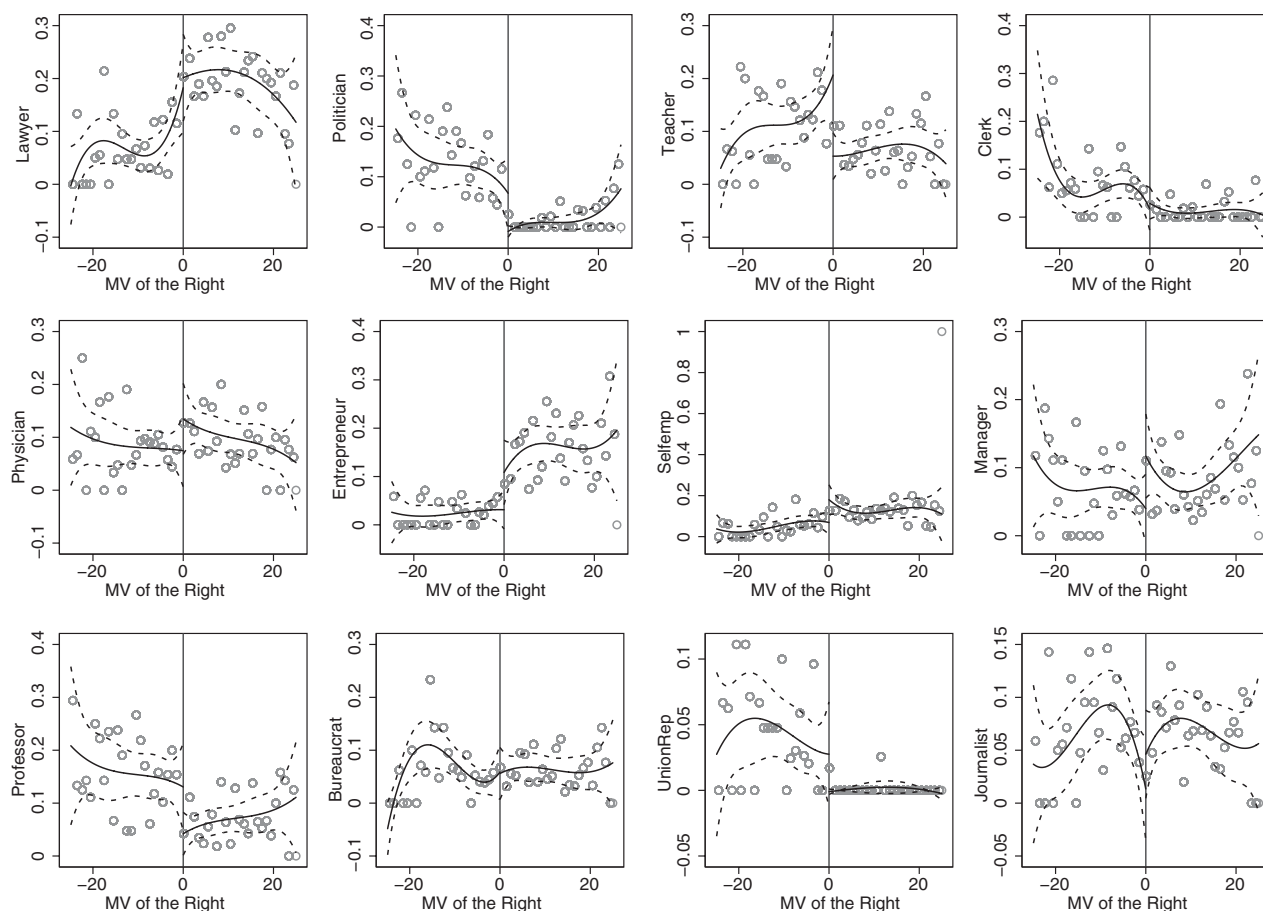 Lawyer
−0.1 0 0.1 0.2 0.3
−20 0 20
MV of the Right
Politician
0 0.1 0.2 0.3 0.4
−20 0 20
MV of the Right
Teacher
−0.1 0 0.1 0.2 0.3
−20 0 20
MV of the Right
Clerk
0 0.1 0.2 0.3 0.4
−20 0 20
MV of the Right
Physician
−0.1 0 0.1 0.2 0.3
−20 0 20
MV of the Right
Entrepreneur
0 0.1 0.2 0.3 0.4
−20 0 20
MV of the Right
Selfemp
0 0.2 0.4 0.6 0.8 1
−20 0 20
MV of the Right
Manager
0 0.1 0.2 0.3
−20 0 20
MV of the Right
Professor
0 0.1 0.2 0.3 0.4
−20 0 20
MV of the Right
Bureaucrat
−0.1 0 0.1 0.2 0.3
−20 0 20
MV of the Right
UnionRep
−0.05 0 0.05 0.1
−20 0 20
MV of the Right
Journalist
−0.05 0 0.05 0.10 0.15
−20 0 20
MV of the Right